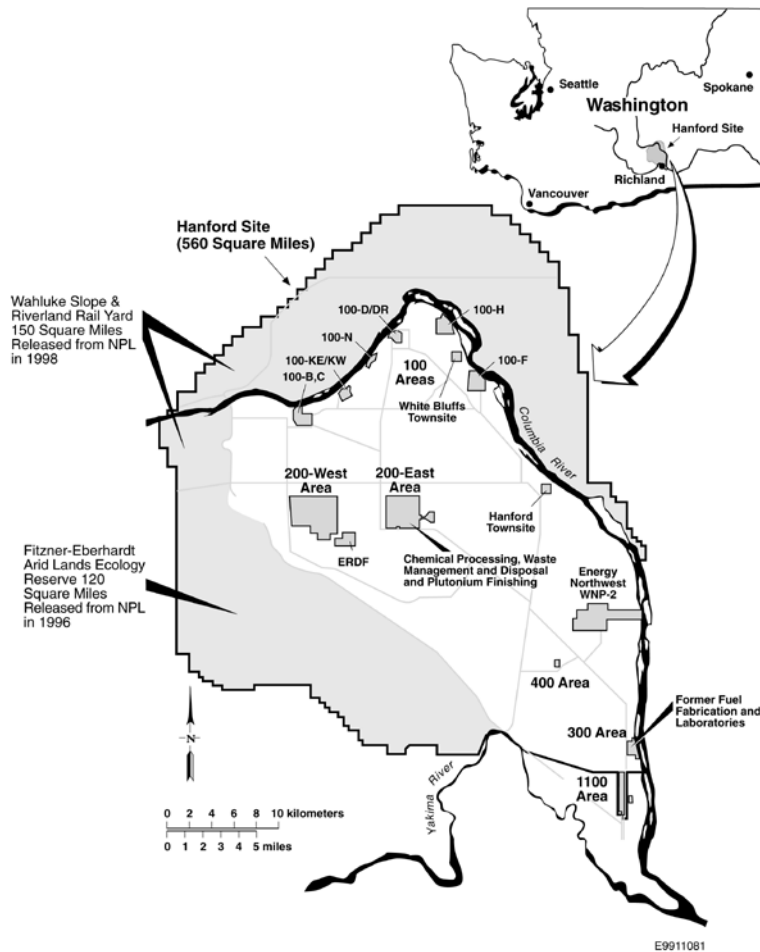 Seattle
Spokane
Washington
Hanford Site
Richland
Vancouver
Hanford Site
(560 Square Miles)
Wahluke Slope &
Riverland Rail Yard
150 Square Miles
Released from NPL
in 1998
100-D/DR
100-H
100-N
100-KE/KW
100-B,C
100
Areas
100-F
White Bluffs
Townsite
Columbia
River
200-West
Area
200-East
Area
Hanford
Townsite
ERDF
Chemical Processing, Waste
Management and Disposal
and Plutonium Finishing
Fitzner-Eberhardt
Arid Lands Ecology
Reserve 120
Square Miles
Released from NPL
in 1996
Energy
Northwest
WNP-2
400 Area
Former Fuel
Fabrication and
Laboratories
300 Area
N
1100
Area
Yakima River
0 2 4 6 8 10 kilometers
0 1 2 3 4 5 miles
E9911081